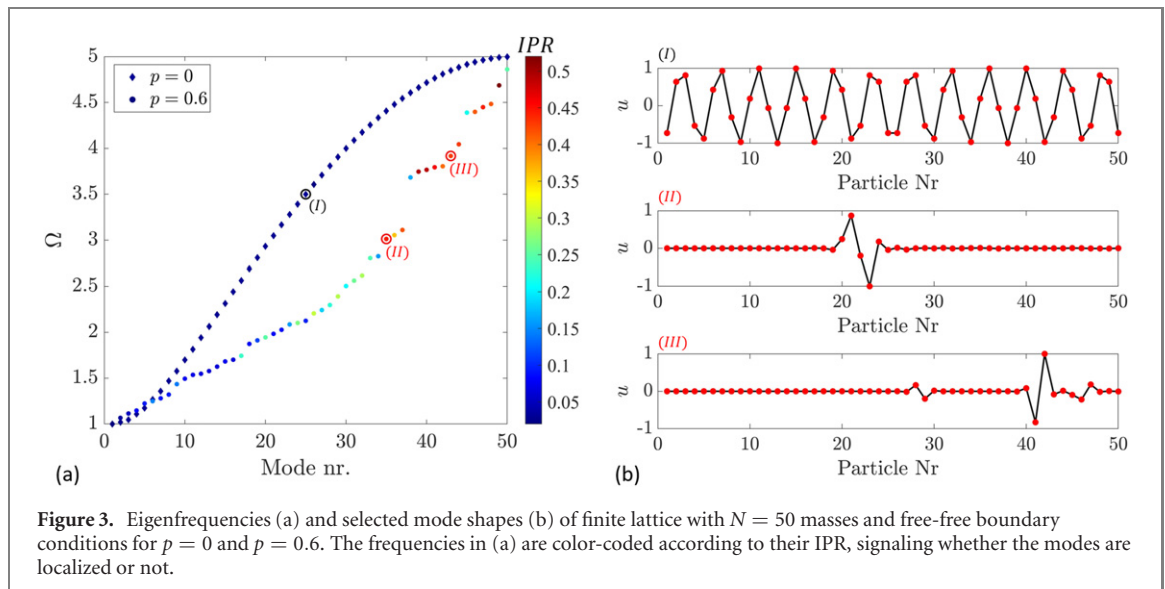 IPR
5
4.5
4
3.5
3
2.5
2
1.5
1
Ω
p = 0
p = 0.6
(I)
(II)
(III)
0 10 20 30 40 50
Mode nr.
0.5
0.45
0.4
0.35
0.3
0.25
0.2
0.15
0.1
0.05
(a)
(I)
1
0
-1
u
0 10 20 30 40 50
Particle Nr
(II)
1
0
-1
u
0 10 20 30 40 50
Particle Nr
(III)
1
0
-1
u
0 10 20 30 40 50
Particle Nr
(b)
Figure 3. Eigenfrequencies (a) and selected mode shapes (b) of finite lattice with N = 50 masses and free-free boundary
conditions for p = 0 and p = 0.6. The frequencies in (a) are color-coded according to their IPR, signaling whether the modes are
localized or not.